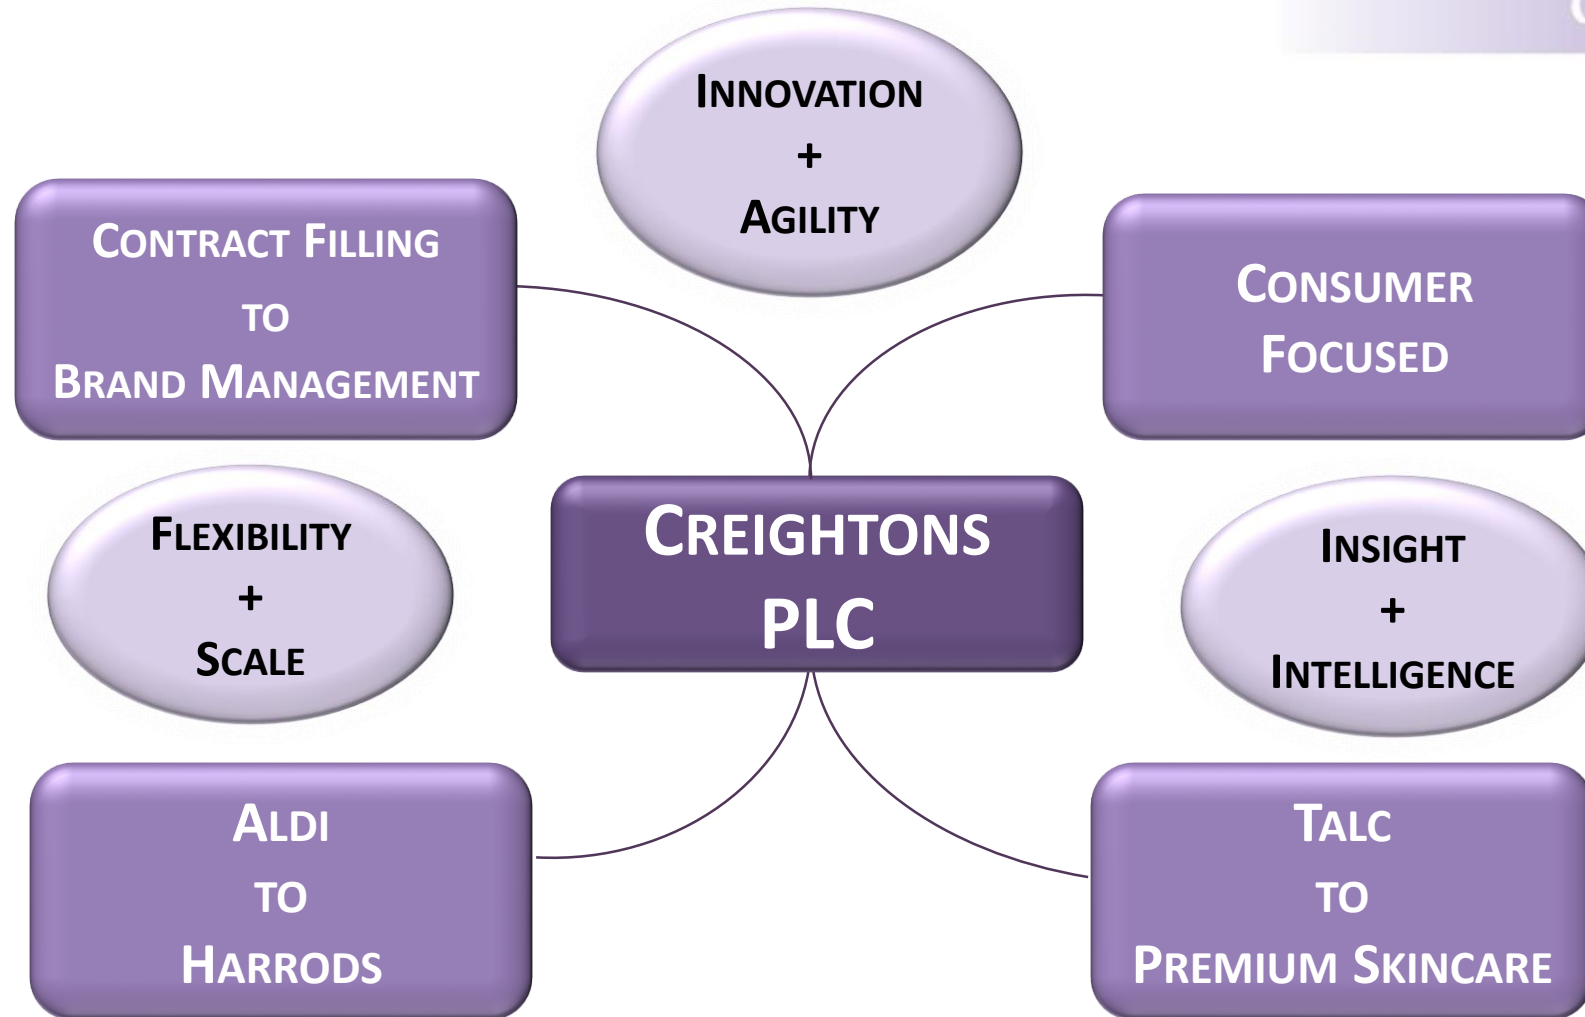 INNOVATION
+
AGILITY
CONTRACT FILLING
TO
BRAND MANAGEMENT
CONSUMER
FOCUSED
FLEXIBILITY
+
SCALE
CREIGHTONS
PLC
INSIGHT
+
INTELLIGENCE
ALDI
TO
HARRODS
TALC
TO
PREMIUM SKINCARE